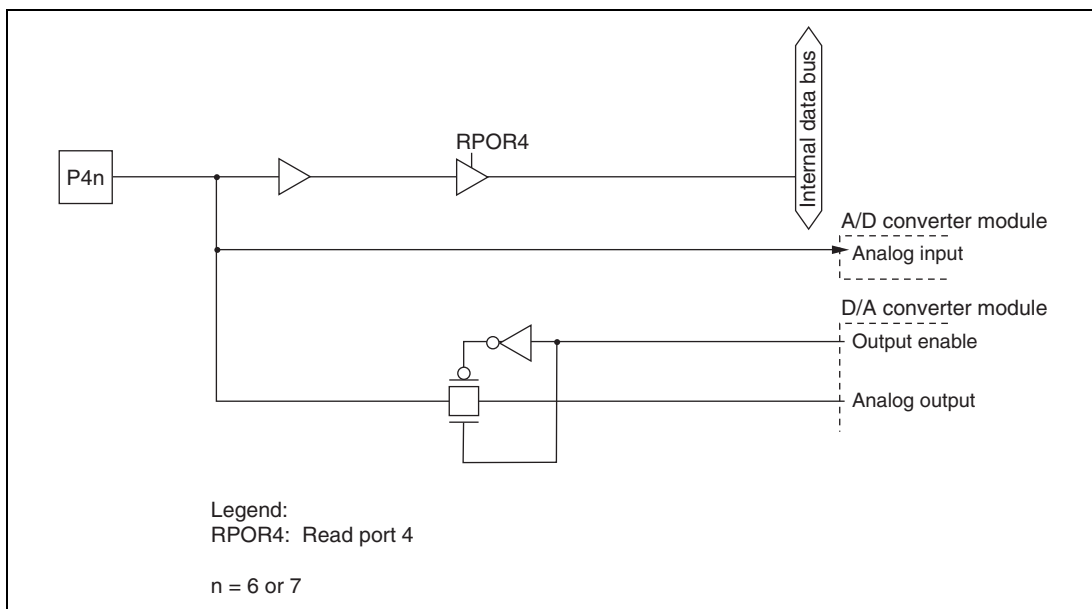 RPOR4
P4n
Internal data bus
A/D converter module
Analog input
D/A converter module
Output enable
Analog output
Legend:
RPOR4: Read port 4
n = 6 or 7